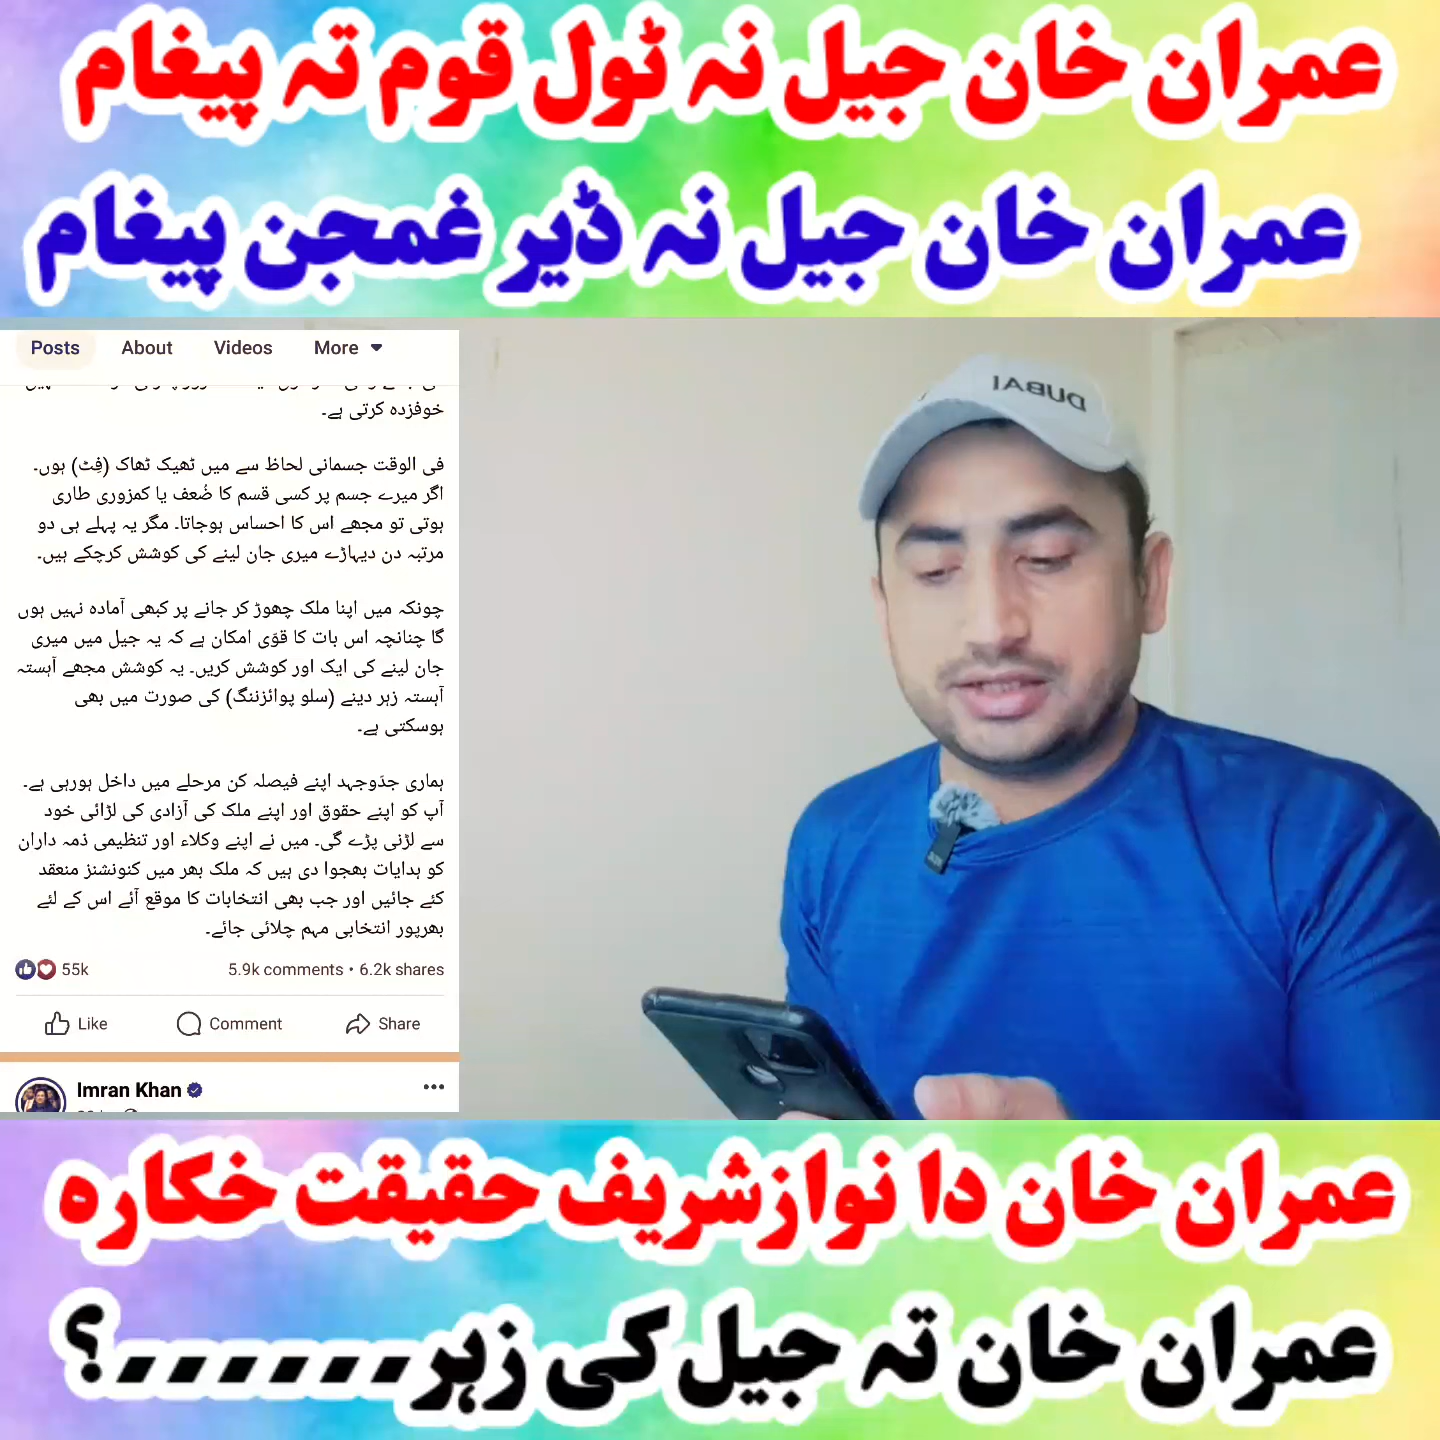 عمران خان جیل نہ ٹول قوم تہ پیغام
عمران خان جیل نہ ڈیر غمجن پیغام
Posts About Videos More
خوفزدہ کرتی ہے۔
فی الوقت جسمانی لحاظ سے میں ٹھیک ٹھاک (فِٹ) ہوں۔
اگر میرے جسم پر کسی قسم کا ضُعف یا کمزوری طاری
ہوتی تو مجھے اس کا احساس ہوجاتا۔ مگر یہ پہلے ہی دو
مرتبہ دن دیہاڑے میری جان لینے کی کوشش کرچکے ہیں۔
چونکہ میں اپنا ملک چھوڑ کر جانے پر کبھی آمادہ نہیں ہوں
گا چنانچہ اس بات کا قوّی امکان ہے کہ یہ جیل میں میری
جان لینے کی ایک اور کوشش کریں۔ یہ کوشش مجھے آہستہ
آہستہ زہر دینے (سلو پوائزننگ) کی صورت میں بھی
ہوسکتی ہے۔
ہماری جدّوجہد اپنے فیصلہ کن مرحلے میں داخل ہورہی ہے۔
آپ کو اپنے حقوق اور اپنے ملک کی آزادی کی لڑائی خود
سے لڑنی پڑے گی۔ میں نے اپنے وکلاء اور تنظیمی ذمہ داران
کو ہدایات بھجوا دی ہیں کہ ملک بھر میں کنونشنز منعقد
کئے جائیں اور جب بھی انتخابات کا موقع آئے اس کے لئے
بھرپور انتخابی مہم چلائی جائے۔
55k 5.9k comments • 6.2k shares
Like Comment Share
Imran Khan
DUBAI
عمران خان دا نوازشریف حقیقت خکارہ
عمران خان تہ جیل کی زہر۔۔۔۔۔۔۔؟